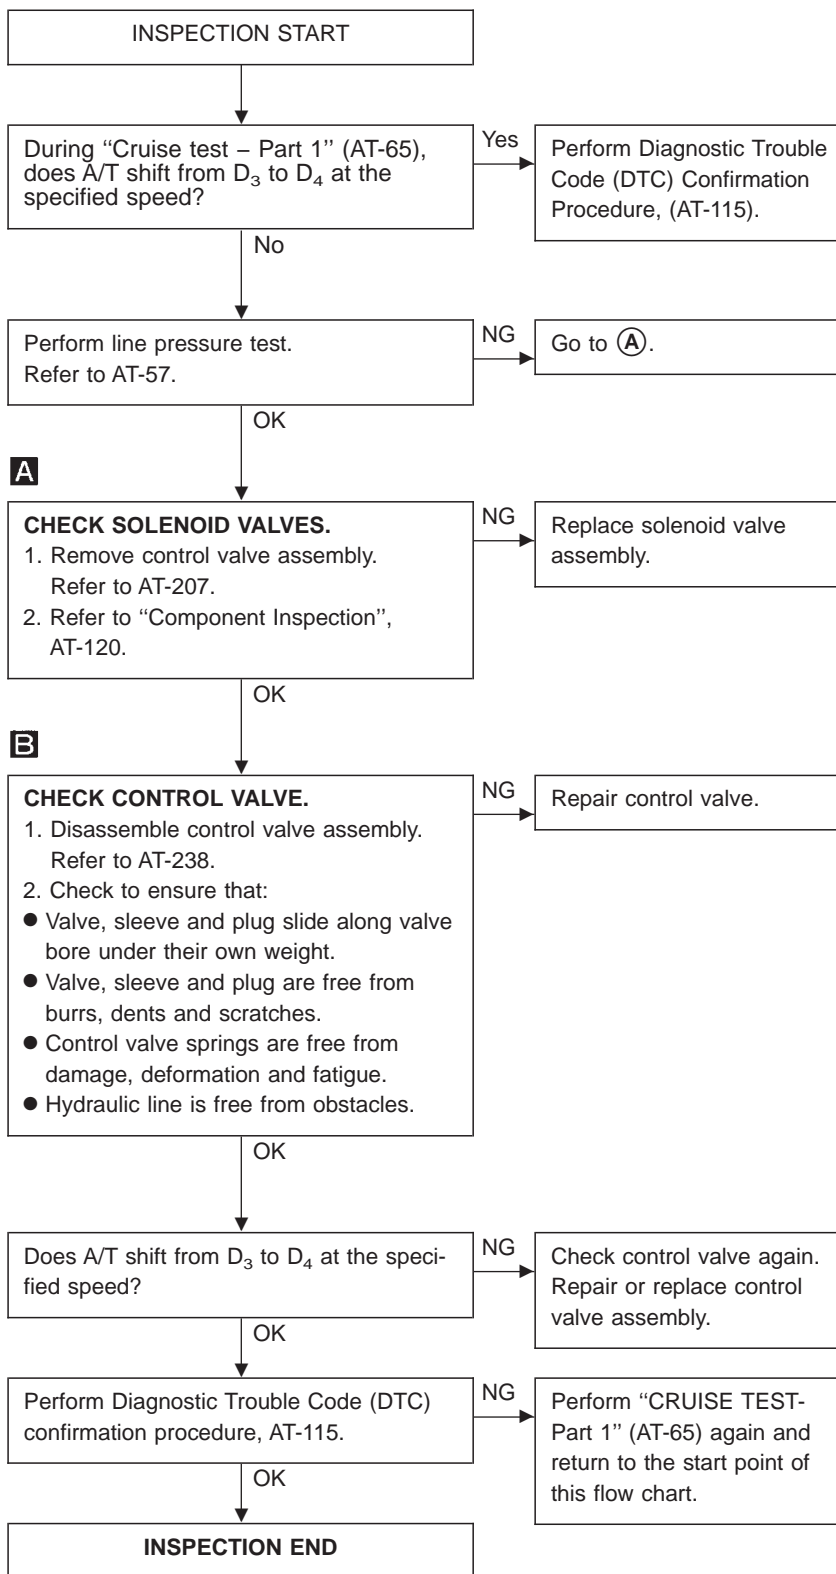 INSPECTION START
During ‘‘Cruise test – Part 1’’ (AT-65),
does A/T shift from D₃ to D₄ at the
specified speed?
Yes
Perform Diagnostic Trouble
Code (DTC) Confirmation
Procedure, (AT-115).
No
Perform line pressure test.
Refer to AT-57.
NG
Go to Ⓐ.
OK
A
CHECK SOLENOID VALVES.
1. Remove control valve assembly.
Refer to AT-207.
2. Refer to ‘‘Component Inspection’’,
AT-120.
NG
Replace solenoid valve
assembly.
OK
B
CHECK CONTROL VALVE.
1. Disassemble control valve assembly.
Refer to AT-238.
2. Check to ensure that:
● Valve, sleeve and plug slide along valve
bore under their own weight.
● Valve, sleeve and plug are free from
burrs, dents and scratches.
● Control valve springs are free from
damage, deformation and fatigue.
● Hydraulic line is free from obstacles.
NG
Repair control valve.
OK
Does A/T shift from D₃ to D₄ at the speci-
fied speed?
NG
Check control valve again.
Repair or replace control
valve assembly.
OK
Perform Diagnostic Trouble Code (DTC)
confirmation procedure, AT-115.
NG
Perform ‘‘CRUISE TEST-
Part 1’’ (AT-65) again and
return to the start point of
this flow chart.
OK
INSPECTION END